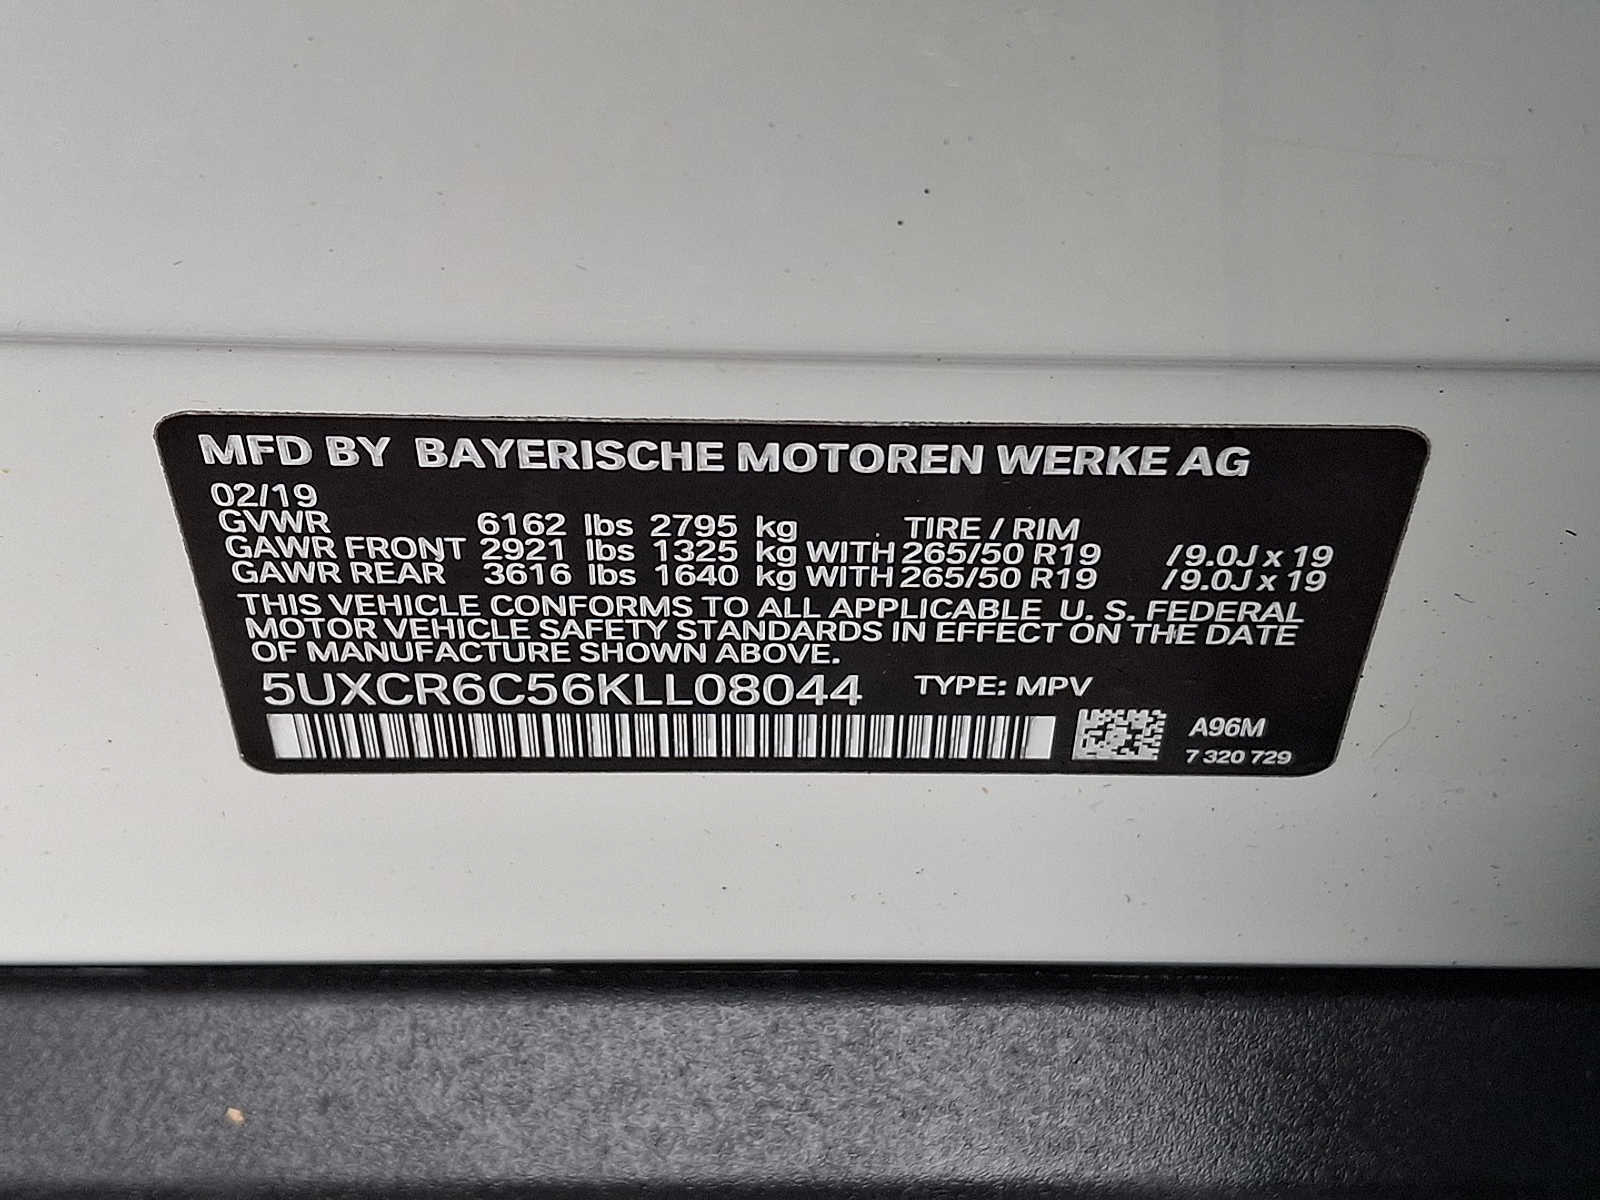 MFD BY BAYERISCHE MOTOREN WERKE AG
02/19
GVWR 6162 lbs 2795 kg TIRE / RIM
GAWR FRONT 2921 lbs 1325 kg WITH 265/50 R19 /9.0J x 19
GAWR REAR 3616 lbs 1640 kg WITH 265/50 R19 /9.0J x 19
THIS VEHICLE CONFORMS TO ALL APPLICABLE U. S. FEDERAL
MOTOR VEHICLE SAFETY STANDARDS IN EFFECT ON THE DATE
OF MANUFACTURE SHOWN ABOVE.
5UXCR6C56KLL08044 TYPE: MPV
A96M
7 320 729